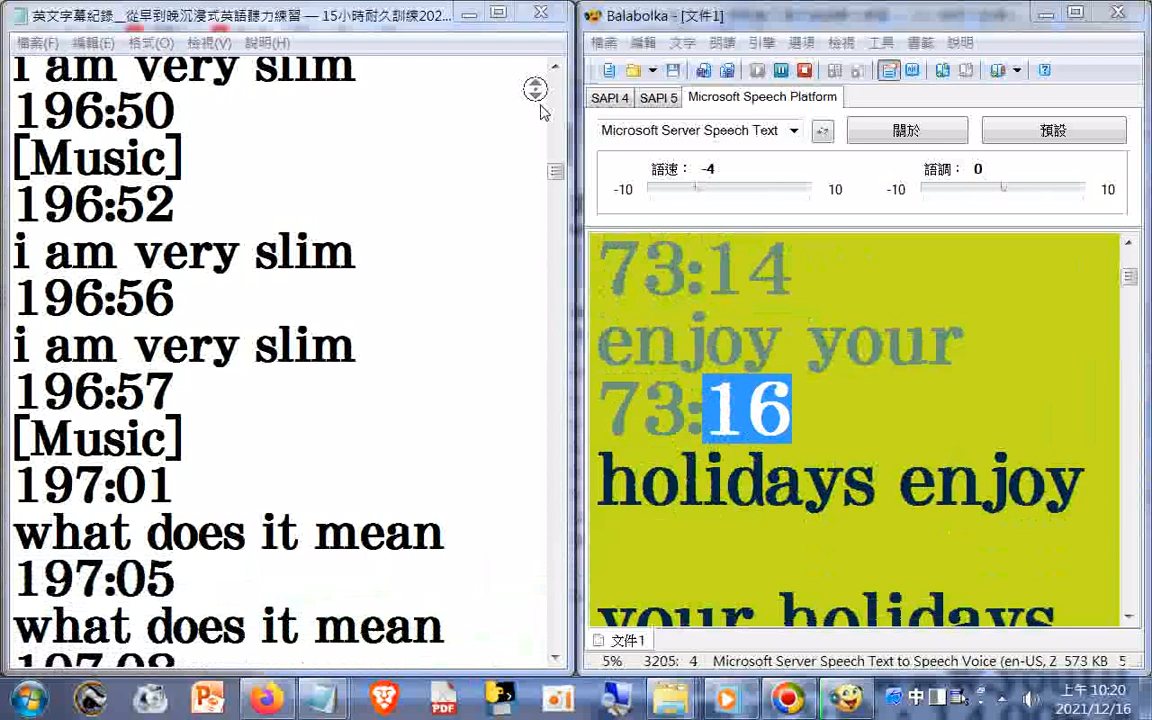 英文字幕紀錄__從早到晚沉浸式英語聽力練習 — 15小時耐久訓練202...
檔案(F) 編輯(E) 格式(O) 檢視(V) 說明(H)
i am very slim
196:50
[Music]
196:52
i am very slim
196:56
i am very slim
196:57
[Music]
197:01
what does it mean
197:05
what does it mean
197:08
Balabolka - [文件1]
檔案 編輯 文字 朗讀 引擎 選項 檢視 工具 書籤 說明
SAPI 4 SAPI 5 Microsoft Speech Platform
Microsoft Server Speech Text 關於 預設
語速： -4 語調： 0
-10 10 -10 10
73:14
enjoy your
73:16
holidays enjoy
your holidays
文件1
5% 3205: 4 Microsoft Server Speech Text to Speech Voice (en-US, Z 573 KB 5
PDF
中
上午 10:20
2021/12/16